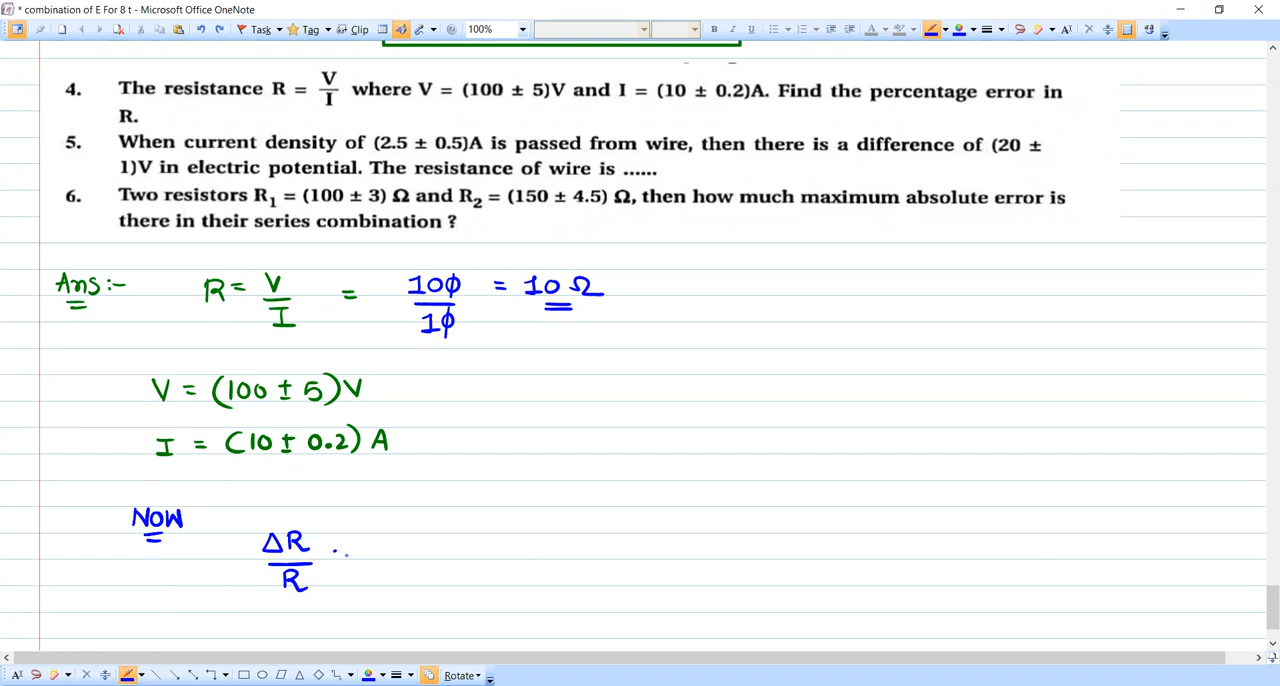 * combination of E For 8 t - Microsoft Office OneNote
Task Tag Clip 100% B I U
4. The resistance R = V/I where V = (100 ± 5)V and I = (10 ± 0.2)A. Find the percentage error in
R.
5. When current density of (2.5 ± 0.5)A is passed from wire, then there is a difference of (20 ±
1)V in electric potential. The resistance of wire is ......
6. Two resistors R₁ = (100 ± 3) Ω and R₂ = (150 ± 4.5) Ω, then how much maximum absolute error is
there in their series combination ?
Ans :- R = V/I = 100/10 = 10 Ω
V = (100 ± 5) V
I = (10 ± 0.2) A
NOW
ΔR/R
Rotate